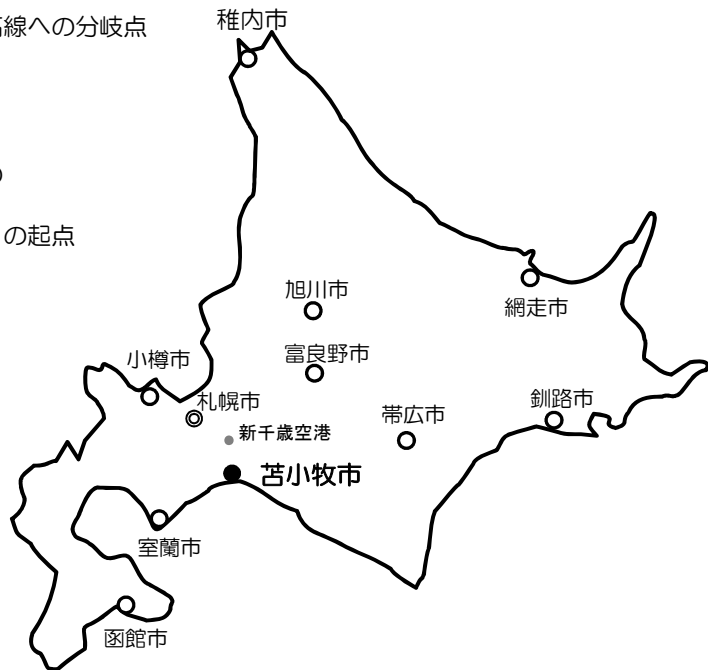 線への分岐点
の起点
稚内市
旭川市
網走市
富良野市
小樽市
札幌市
釧路市
帯広市
新千歳空港
苫小牧市
室蘭市
函館市